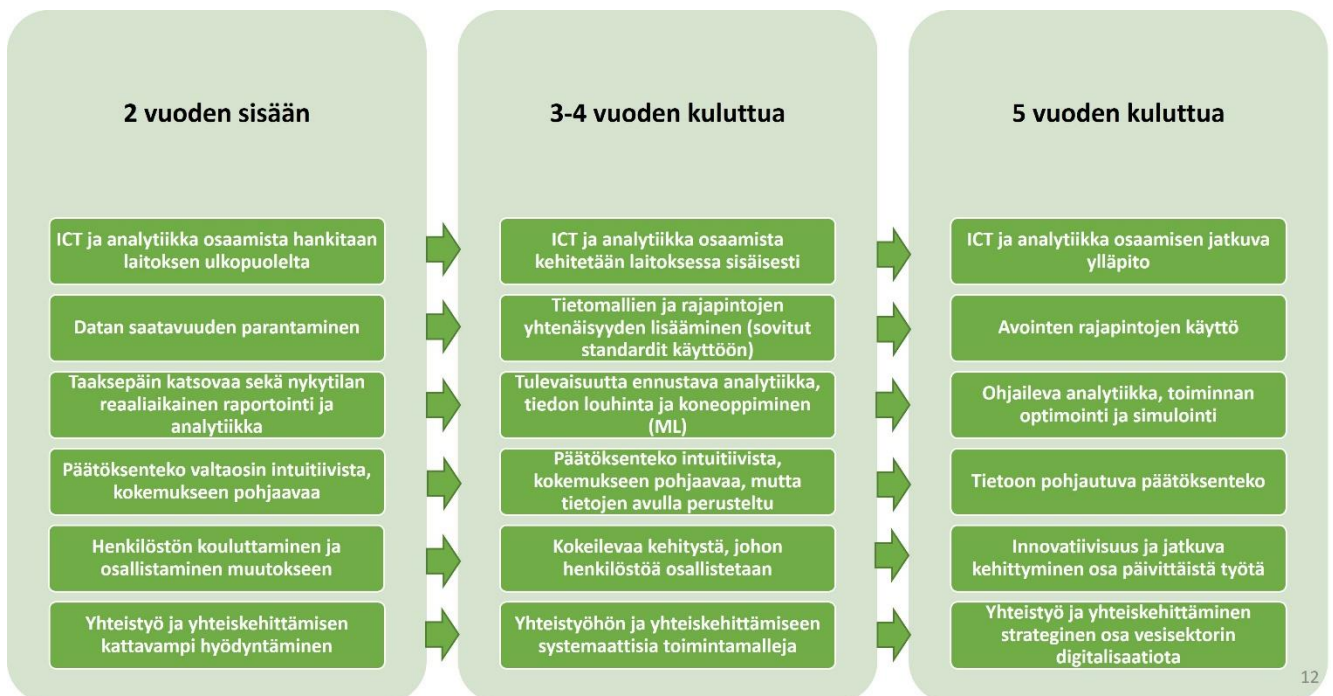 2 vuoden sisään
ICT ja analytiikka osaamista hankitaan
laitoksen ulkopuolelta
Datan saatavuuden parantaminen
Taaksepäin katsovaa sekä nykytilan
reaaliaikainen raportointi ja
analytiikka
Päätöksenteko valtaosin intuitiivista,
kokemukseen pohjaavaa
Henkilöstön kouluttaminen ja
osallistaminen muutokseen
Yhteistyö ja yhteiskehittämisen
kattavampi hyödyntäminen
3-4 vuoden kuluttua
ICT ja analytiikka osaamista
kehitetään laitoksessa sisäisesti
Tietomallien ja rajapintojen
yhtenäisyyden lisääminen (sovitut
standardit käyttöön)
Tulevaisuutta ennustava analytiikka,
tiedon louhinta ja koneoppiminen
(ML)
Päätöksenteko intuitiivista,
kokemukseen pohjaavaa, mutta
tietojen avulla perusteltu
Kokeilevaa kehitystä, johon
henkilöstöä osallistetaan
Yhteistyöhön ja yhteiskehittämiseen
systemaattisia toimintamalleja
5 vuoden kuluttua
ICT ja analytiikka osaamisen jatkuva
ylläpito
Avointen rajapintojen käyttö
Ohjaileva analytiikka, toiminnan
optimointi ja simulointi
Tietoon pohjautuva päätöksenteko
Innovatiivisuus ja jatkuva
kehittyminen osa päivittäistä työtä
Yhteistyö ja yhteiskehittäminen
strateginen osa vesisektorin
digitalisaatiota
12